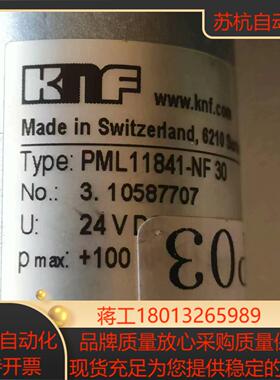 苏杭自动
KNF
www.knf.com
Made in Switzerland, 6210
Type: PML11841-NF 30
No.: 3. 10587707
U: 24 V D
p max: +100
03
自动化
件开票
蒋工18013265989
品牌质量放心采购质量优
现货充足为您提供稳定的